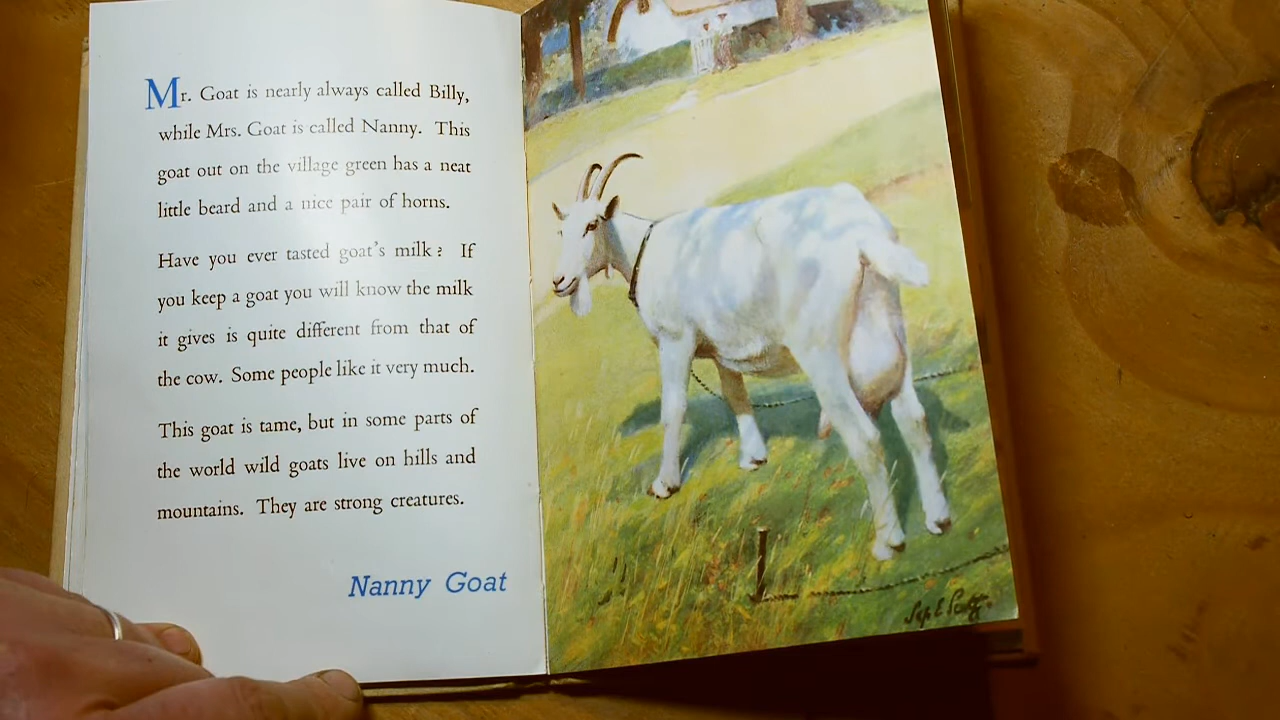 Mr. Goat is nearly always called Billy,
while Mrs. Goat is called Nanny. This
goat out on the village green has a neat
little beard and a nice pair of horns.
Have you ever tasted goat's milk? If
you keep a goat you will know the milk
it gives is quite different from that of
the cow. Some people like it very much.
This goat is tame, but in some parts of
the world wild goats live on hills and
mountains. They are strong creatures.
Nanny Goat